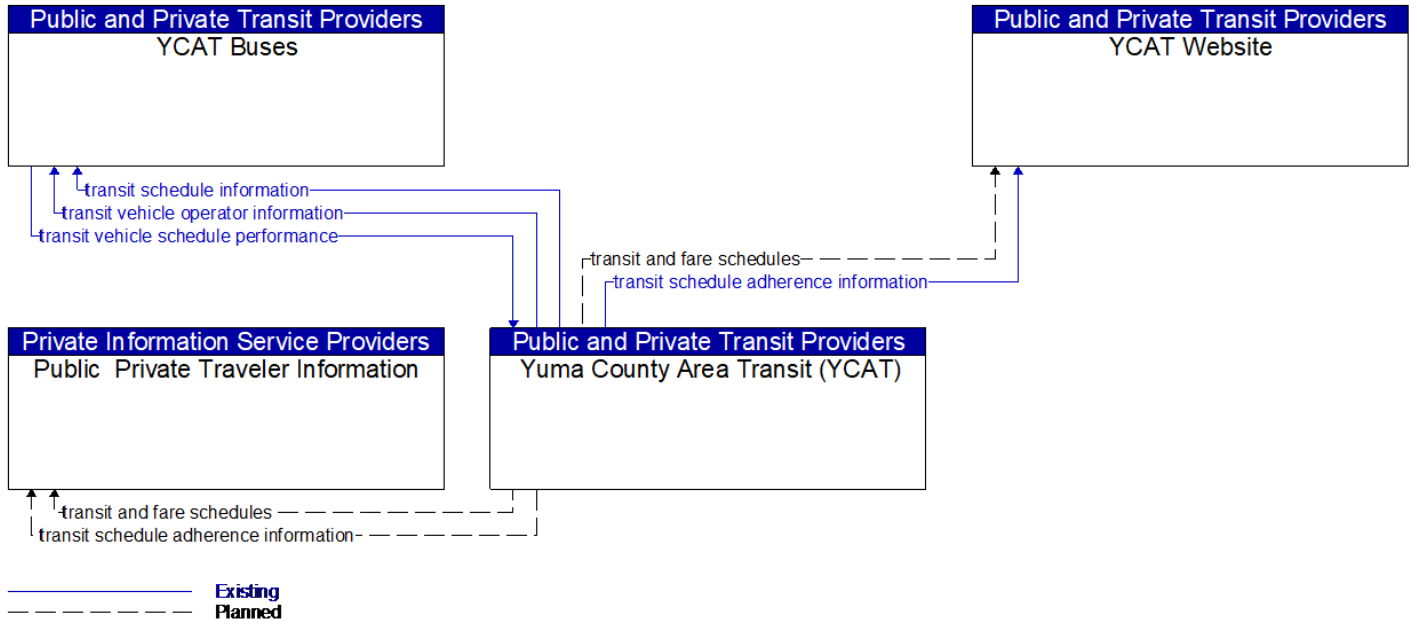 Public and Private Transit Providers
YCAT Buses
Public and Private Transit Providers
YCAT Website
transit schedule information
transit vehicle operator information
transit vehicle schedule performance
transit and fare schedules
transit schedule adherence information
Private Information Service Providers
Public  Private Traveler Information
Public and Private Transit Providers
Yuma County Area Transit (YCAT)
transit and fare schedules
transit schedule adherence information
Existing
Planned